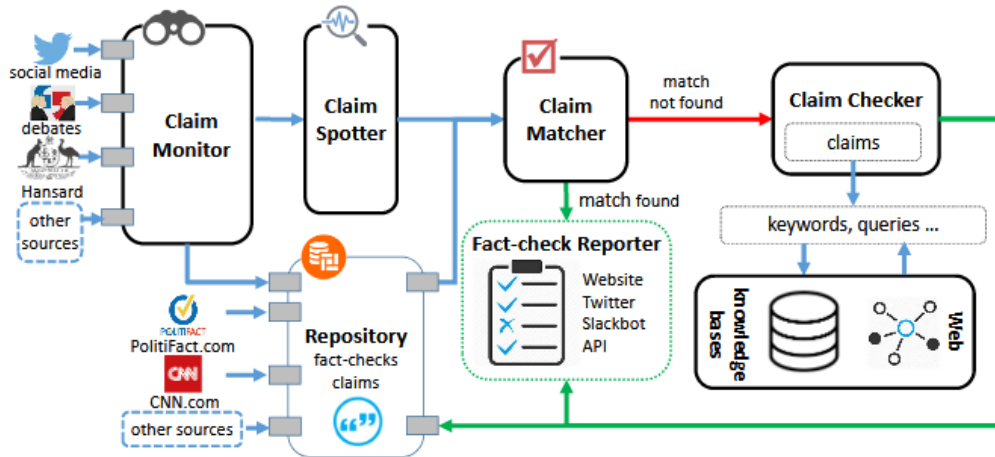 social media
debates
Hansard
other
sources
Claim
Monitor
Claim
Spotter
Claim
Matcher
match
not found
Claim Checker
claims
match found
keywords, queries ...
Fact-check Reporter
Website
Twitter
Slackbot
API
knowledge
bases
Web
POLITIFACT
PolitiFact.com
CNN
CNN.com
other sources
Repository
fact-checks
claims